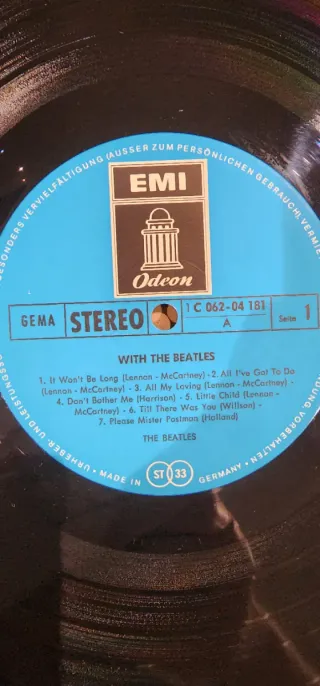 BESONDERS VERVIELFÄLTIGUNG (AUSSER ZUM PERSÖNLICHEN GEBRAUCH), VERMIE
EMI
Odeon
GEMA
STEREO
1 C 062-04 181
A
Seite 1
WITH THE BEATLES
1. It Won't Be Long (Lennon - McCartney) - 2. All I've Got To Do
(Lennon - McCartney) - 3. All My Loving (Lennon - McCartney) -
4. Don't Bother Me (Harrison) - 5. Little Child (Lennon -
McCartney) - 6. Till There Was You (Willson) -
7. Please Mister Postman (Holland)
THE BEATLES
URHEBER- UND LEISTUNGSS
• MADE IN
ST 33
GERMANY •
VORBEHALTEN